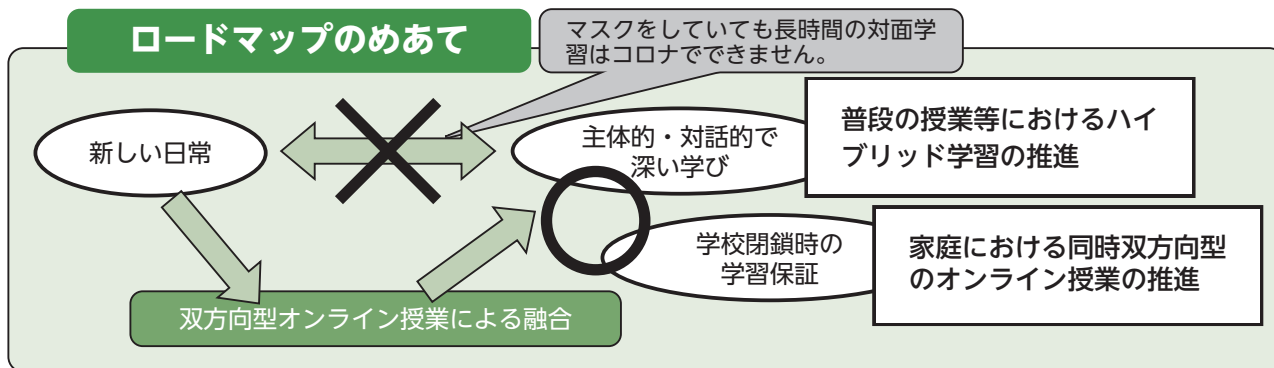 ロードマップのめあて
マスクをしていても長時間の対面学
習はコロナでできません。
新しい日常
主体的・対話的で
深い学び
普段の授業等におけるハイ
ブリッド学習の推進
学校閉鎖時の
学習保証
家庭における同時双方向型
のオンライン授業の推進
双方向型オンライン授業による融合